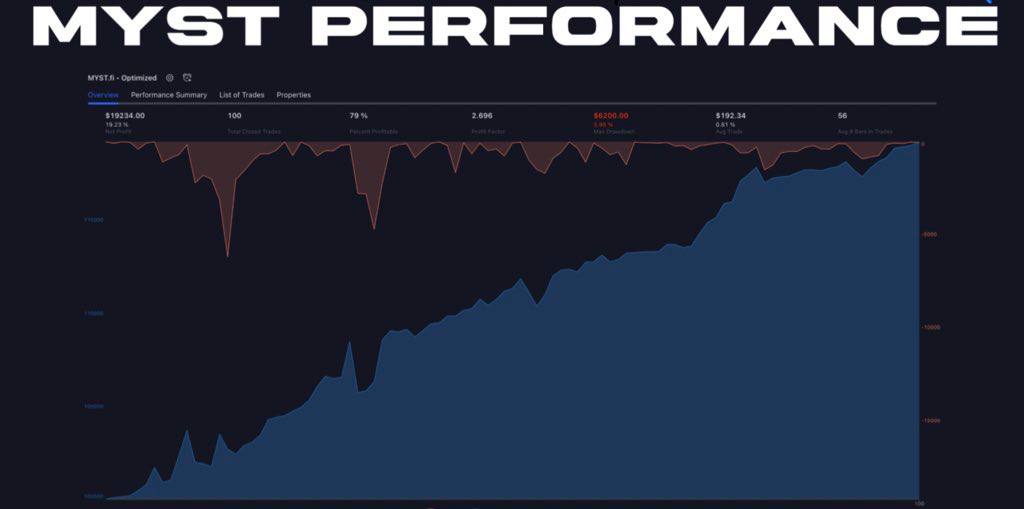 MYST PERFORMANCE
MYST.fi - Optimized
Overview Performance Summary List of Trades Properties
$19234.00 100 79 % 2.696 $6200.00 $192.34 56
19.23 % 5.98 % 0.61 %
Net Profit Total Closed Trades Percent Profitable Profit Factor Max Drawdown Avg Trade Avg # Bars in Trades
0
115000
-5000
110000
-10000
105000
-15000
100000
100